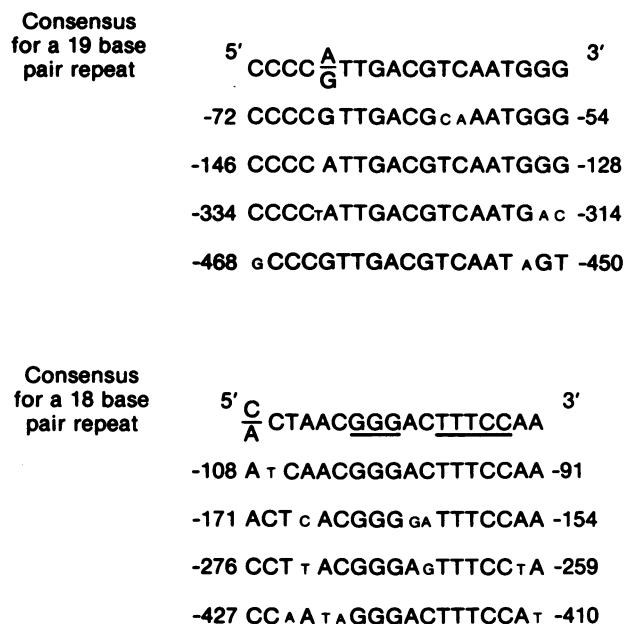 Consensus
for a 19 base
pair repeat
5' CCCC A/G TTGACGTCAATGGG 3'
-72 CCCCGTTGACGCAAATGGG -54
-146 CCCCATTGACGTCAATGGG -128
-334 CCCCTATTGACGTCAATGAC -314
-468 GCCCGTTGACGTCAATAGT -450
Consensus
for a 18 base
pair repeat
5' C/A CTAACGGGACTTTCCAA 3'
-108 ATCAACGGGACTTTCCAA -91
-171 ACTCACGGGGATTTCCAA -154
-276 CCTTACGGGAGTTTCCTA -259
-427 CCAATAGGGACTTTCCAT -410